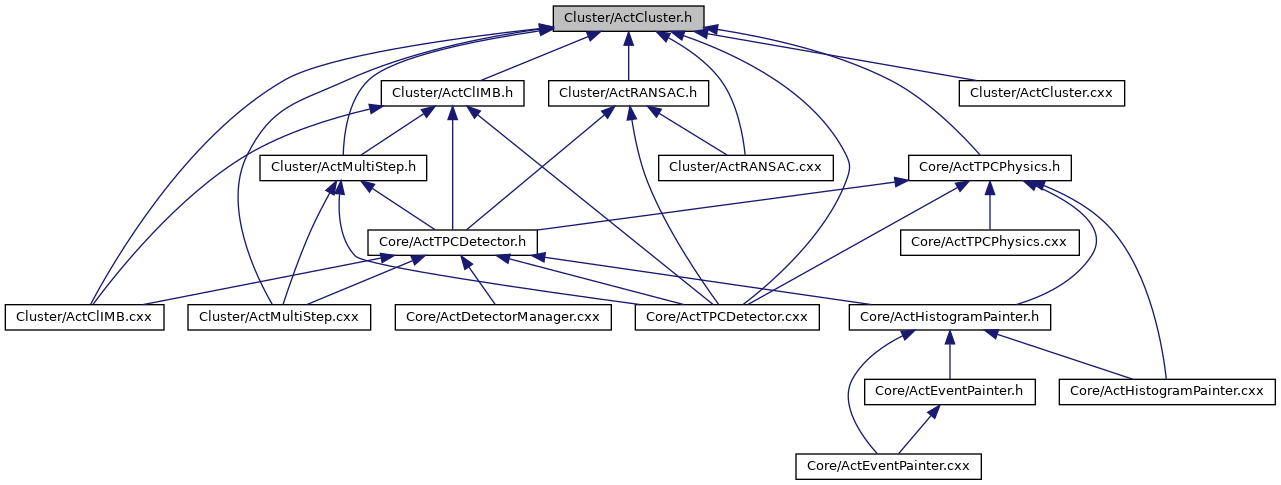 Cluster/ActCluster.h
Cluster/ActClIMB.h
Cluster/ActRANSAC.h
Cluster/ActCluster.cxx
Cluster/ActMultiStep.h
Cluster/ActRANSAC.cxx
Core/ActTPCPhysics.h
Core/ActTPCDetector.h
Core/ActTPCPhysics.cxx
Cluster/ActClIMB.cxx
Cluster/ActMultiStep.cxx
Core/ActDetectorManager.cxx
Core/ActTPCDetector.cxx
Core/ActHistogramPainter.h
Core/ActEventPainter.h
Core/ActHistogramPainter.cxx
Core/ActEventPainter.cxx